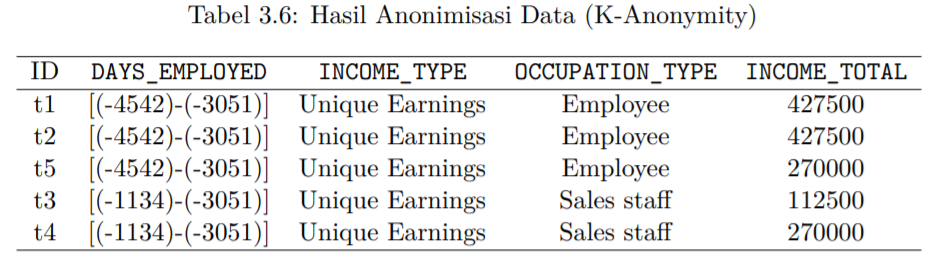 Tabel 3.6: Hasil Anonimisasi Data (K-Anonymity)
ID DAYS_EMPLOYED INCOME_TYPE OCCUPATION_TYPE INCOME_TOTAL
t1 [(-4542)-(-3051)] Unique Earnings Employee 427500
t2 [(-4542)-(-3051)] Unique Earnings Employee 427500
t5 [(-4542)-(-3051)] Unique Earnings Employee 270000
t3 [(-1134)-(-3051)] Unique Earnings Sales staff 112500
t4 [(-1134)-(-3051)] Unique Earnings Sales staff 270000